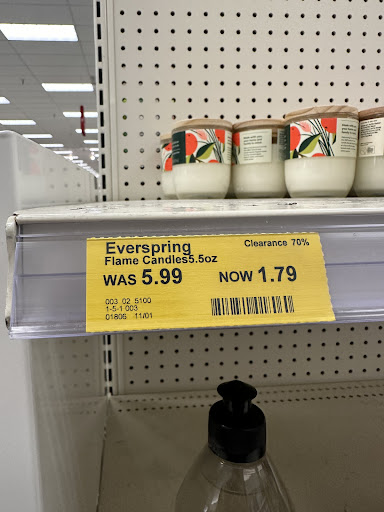 Everspring
Clearance 70%
Flame Candles5.5oz
WAS 5.99 NOW 1.79
003 02 5100
1-5-1 003
01806 11/01